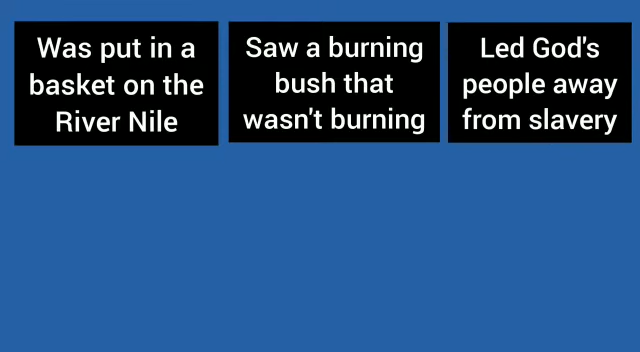 Was put in a
basket on the
River Nile
Saw a burning
bush that
wasn't burning
Led God's
people away
from slavery